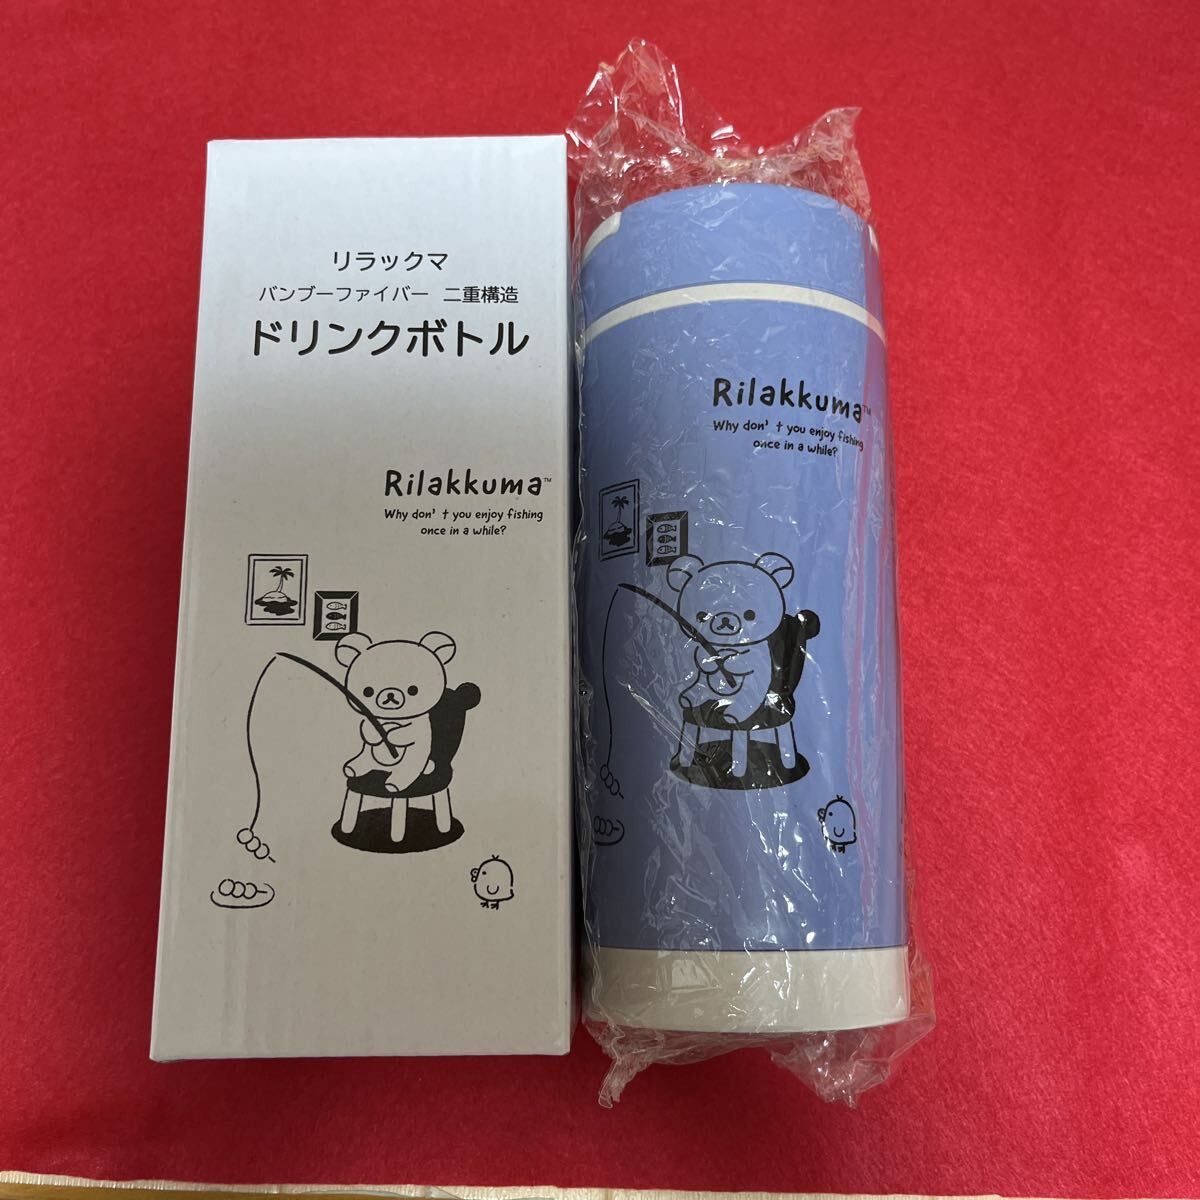 リラックマ
バンブーファイバー 二重構造
ドリンクボトル
Rilakkuma™
Why don't you enjoy fishing
once in a while?
Rilakkuma™
Why don't you enjoy fishing
once in a while?